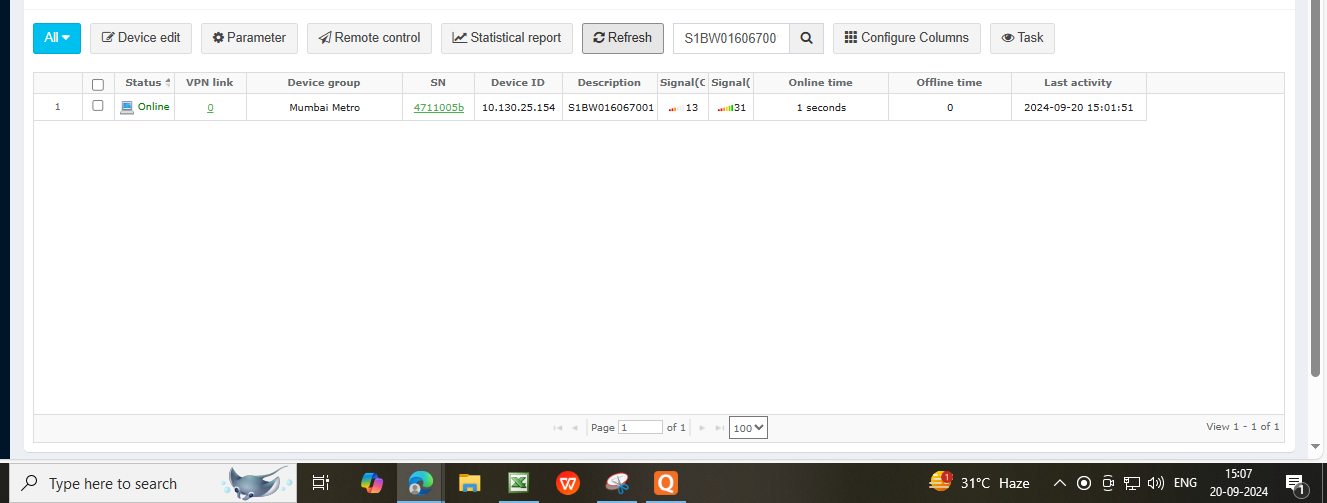 All Device edit Parameter Remote control Statistical report Refresh S1BW01606700 Configure Columns Task
Status VPN link Device group SN Device ID Description Signal(C Signal( Online time Offline time Last activity
1 Online 0 Mumbai Metro 4711005b 10.130.25.154 S1BW016067001 13 31 1 seconds 0 2024-09-20 15:01:51
Page 1 of 1 100 View 1 - 1 of 1
Type here to search 31°C Haze ENG 15:07
20-09-2024